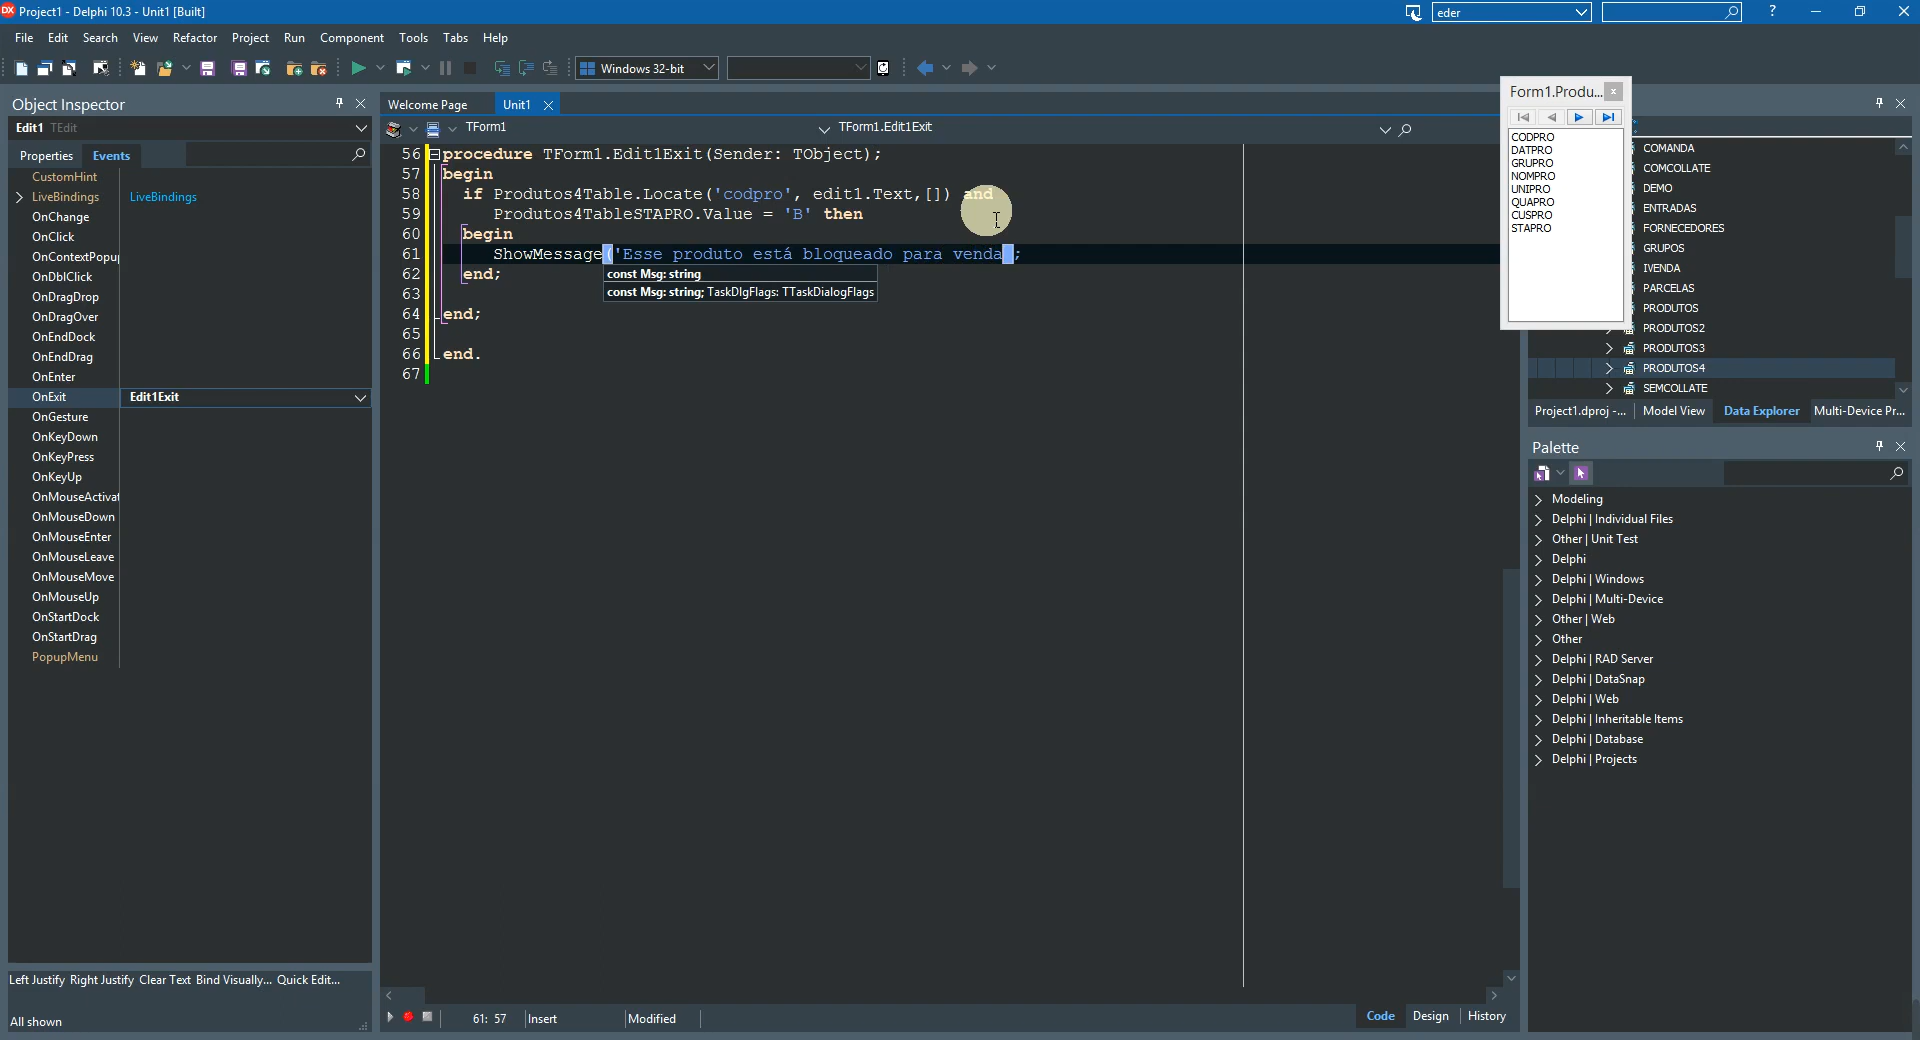 Project1 - Delphi 10.3 - Unit1 [Built]
eder
?
File Edit Search View Refactor Project Run Component Tools Tabs Help
Windows 32-bit
Object Inspector
Edit1 TEdit
Properties Events
CustomHint
LiveBindings LiveBindings
OnChange
OnClick
OnContextPopu
OnDblClick
OnDragDrop
OnDragOver
OnEndDock
OnEndDrag
OnEnter
OnExit Edit1Exit
OnGesture
OnKeyDown
OnKeyPress
OnKeyUp
OnMouseActivat
OnMouseDown
OnMouseEnter
OnMouseLeave
OnMouseMove
OnMouseUp
OnStartDock
OnStartDrag
PopupMenu
Left Justify Right Justify Clear Text Bind Visually... Quick Edit...
All shown
Welcome Page Unit1
TForm1 TForm1.Edit1Exit
56 procedure TForm1.Edit1Exit(Sender: TObject);
57 begin
58 if Produtos4Table.Locate('codpro', edit1.Text,[]) and
59 Produtos4TableSTAPRO.Value = 'B' then
60 begin
61 ShowMessage('Esse produto está bloqueado para venda ;
62 end;
const Msg: string
const Msg: string; TaskDlgFlags: TTaskDialogFlags
63
64 end;
65
66 end.
67
61: 57 Insert Modified
Code Design History
Form1.Produ...
CODPRO
DATPRO
GRUPRO
NOMPRO
UNIPRO
QUAPRO
CUSPRO
STAPRO
COMANDA
COMCOLLATE
DEMO
ENTRADAS
FORNECEDORES
GRUPOS
IVENDA
PARCELAS
PRODUTOS
PRODUTOS2
PRODUTOS3
PRODUTOS4
SEMCOLLATE
Project1.dproj -... Model View Data Explorer Multi-Device Pr...
Palette
Modeling
Delphi | Individual Files
Other | Unit Test
Delphi
Delphi | Windows
Delphi | Multi-Device
Other | Web
Other
Delphi | RAD Server
Delphi | DataSnap
Delphi | Web
Delphi | Inheritable Items
Delphi | Database
Delphi | Projects